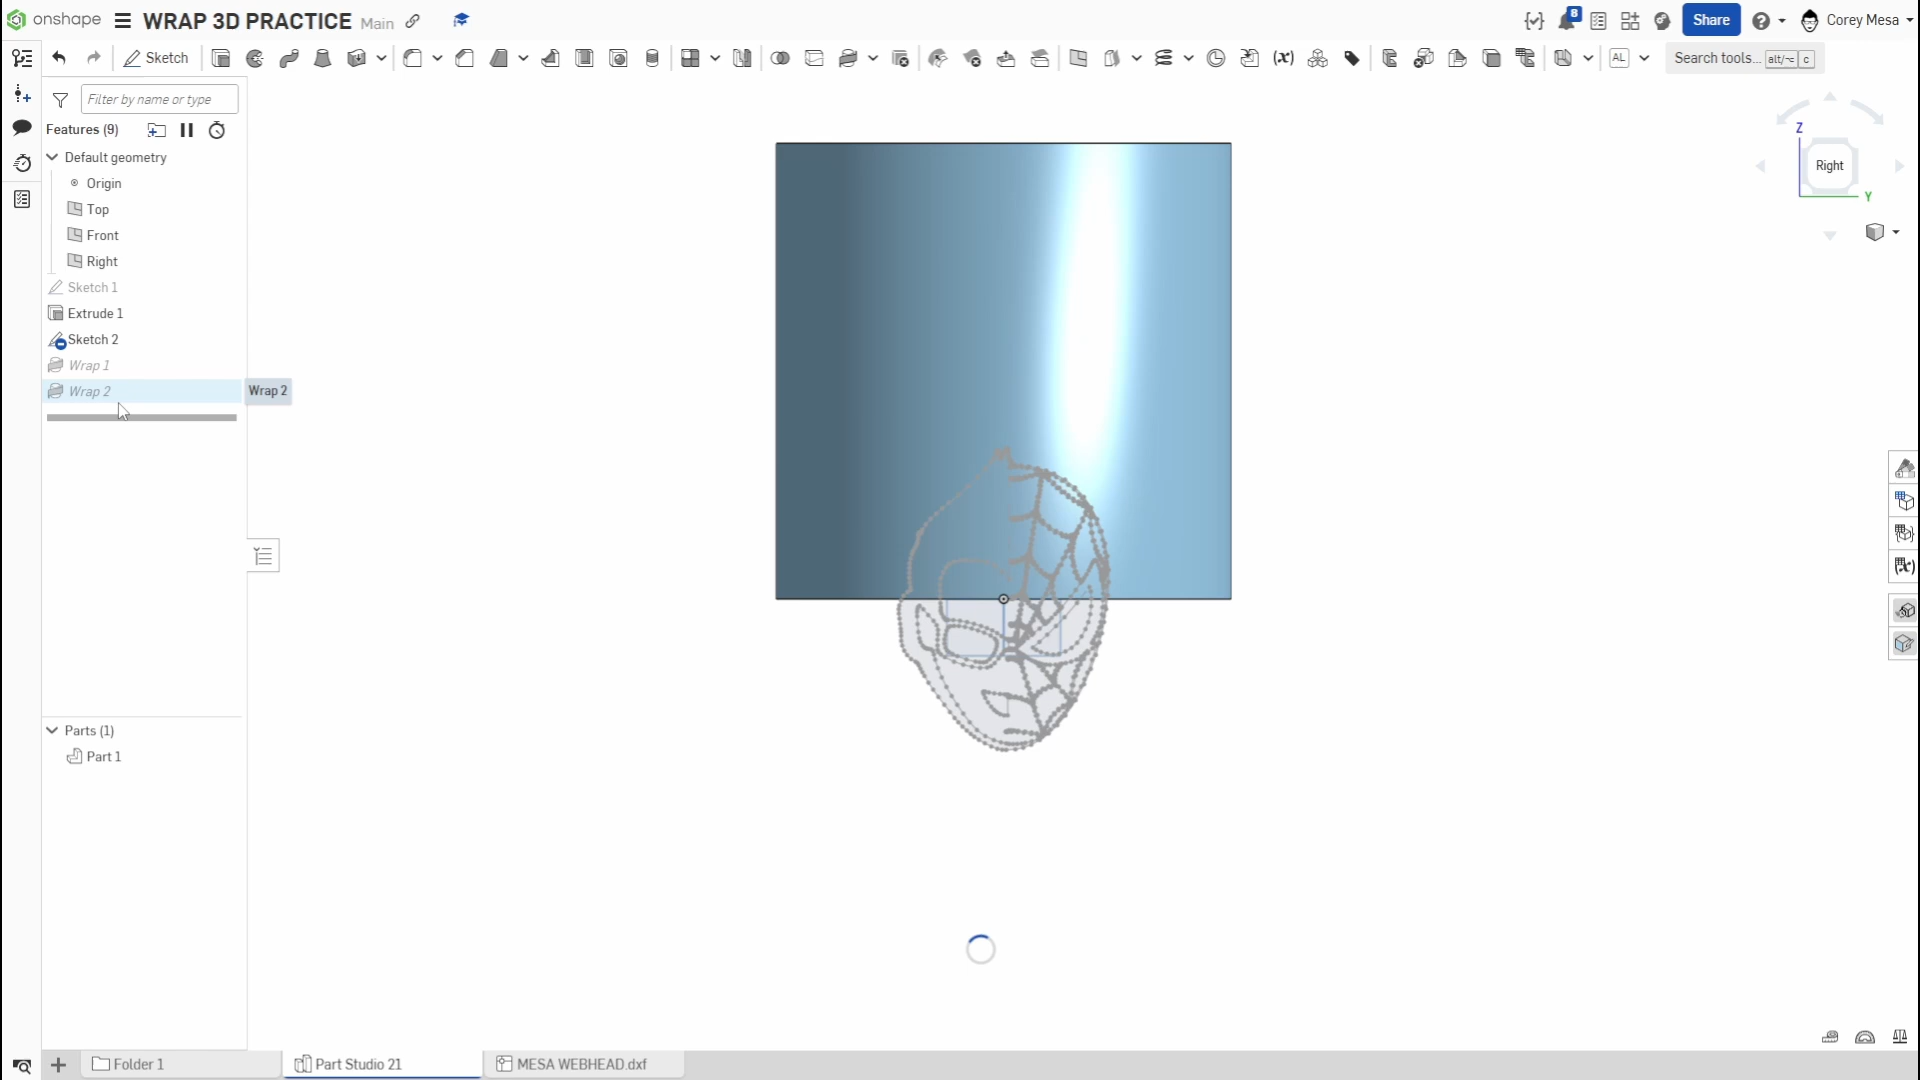 onshape WRAP 3D PRACTICE Main 8 Share Corey Mesa
Sketch AL Search tools... alt/⌥ c
Filter by name or type
Features (9)
Default geometry
Origin
Top
Front
Right
Sketch 1
Extrude 1
Sketch 2
Wrap 1
Wrap 2 Wrap 2
Z
Right
Y
Parts (1)
Part 1
Folder 1 Part Studio 21 MESA WEBHEAD.dxf